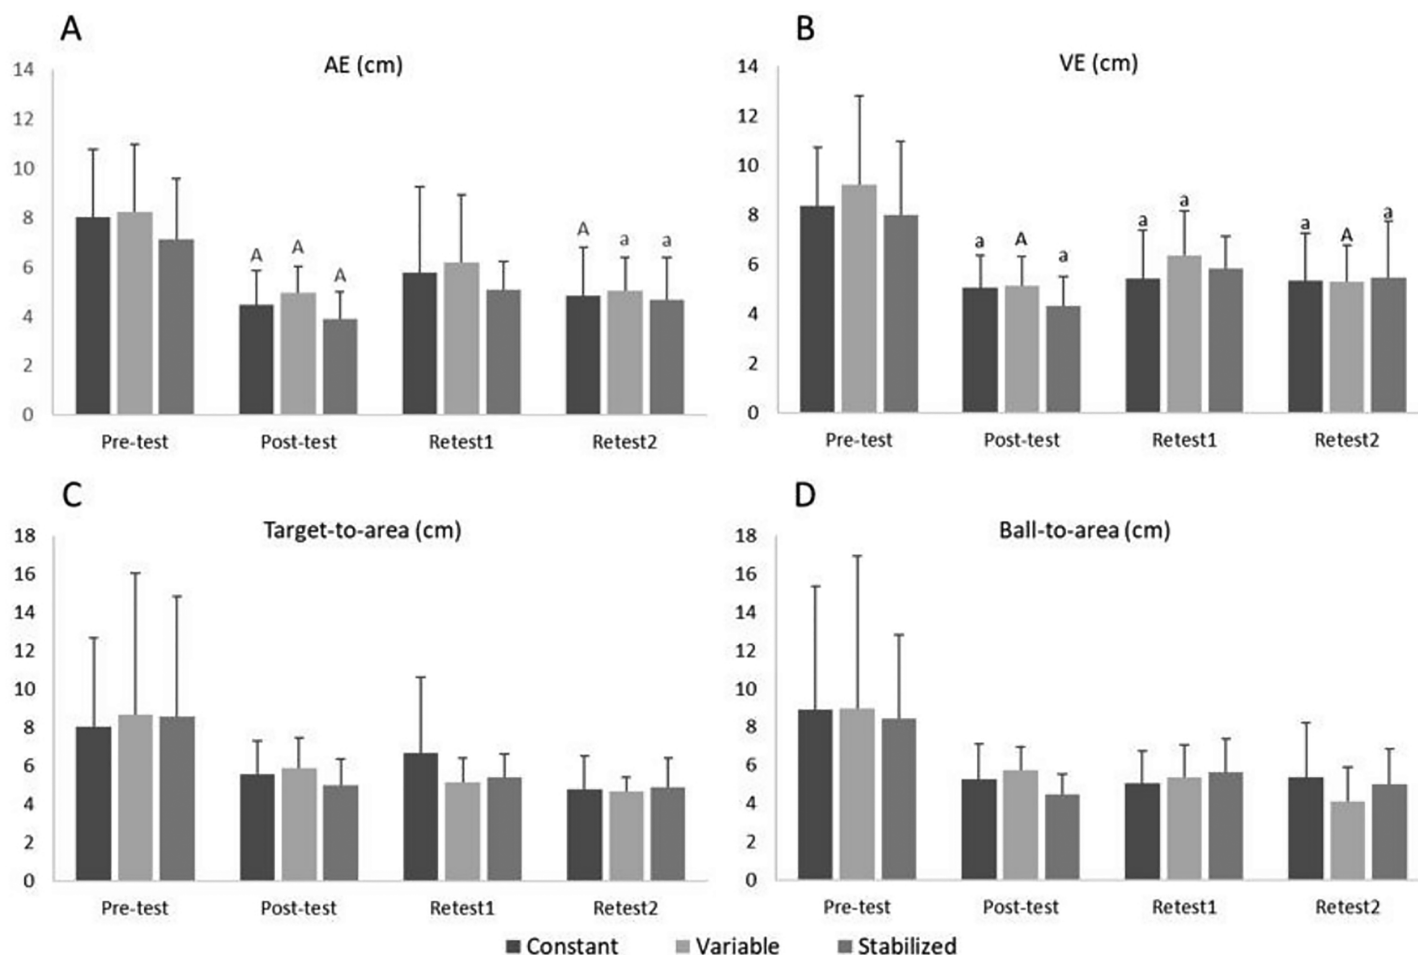 A
AE (cm)
14
12
10
8
6
4
2
0
A
A
A
A
a
a
Pre-test
Post-test
Retest1
Retest2
B
VE (cm)
14
12
10
8
6
4
2
0
a
A
a
a
a
a
A
a
Pre-test
Post-test
Retest1
Retest2
C
Target-to-area (cm)
18
16
14
12
10
8
6
4
2
0
Pre-test
Post-test
Retest1
Retest2
D
Ball-to-area (cm)
18
16
14
12
10
8
6
4
2
0
Pre-test
Post-test
Retest1
Retest2
Constant
Variable
Stabilized